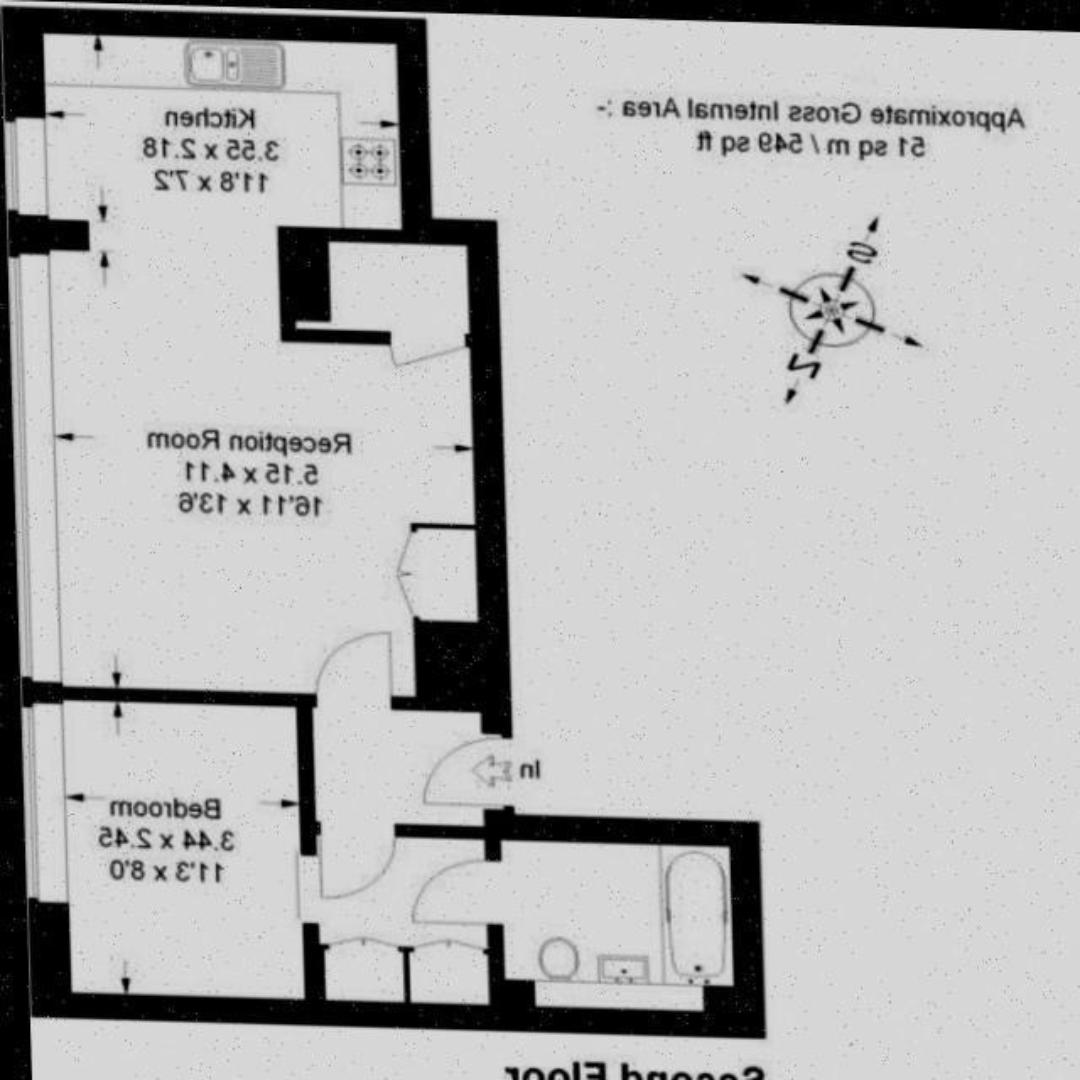 Approximate Gross Internal Area :-
51 sq m / 549 sq ft
Kitchen
3.55 x 2.18
11'8 x 7'2
N
Reception Room
5.15 x 4.11
16'11 x 13'6
In
Bedroom
3.44 x 2.45
11'3 x 8'0
Second Floor